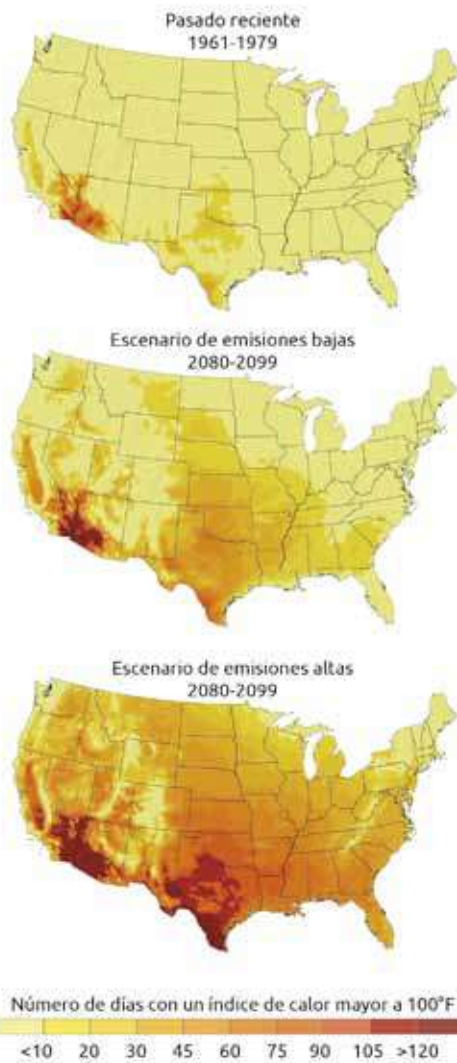 Pasado reciente
1961-1979
Escenario de emisiones bajas
2080-2099
Escenario de emisiones altas
2080-2099
Número de días con un índice de calor mayor a 100°F
<10 20 30 45 60 75 90 105 >120